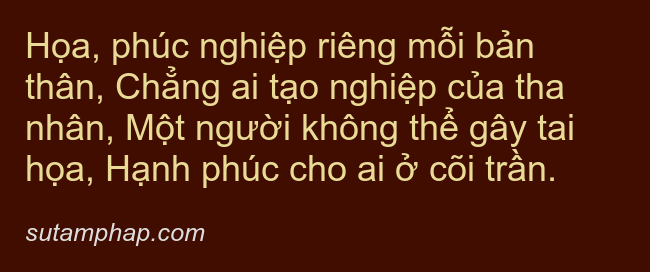 Họa, phúc nghiệp riêng mỗi bản
thân, Chẳng ai tạo nghiệp của tha
nhân, Một người không thể gây tai
họa, Hạnh phúc cho ai ở cõi trần.
sutamphap.com